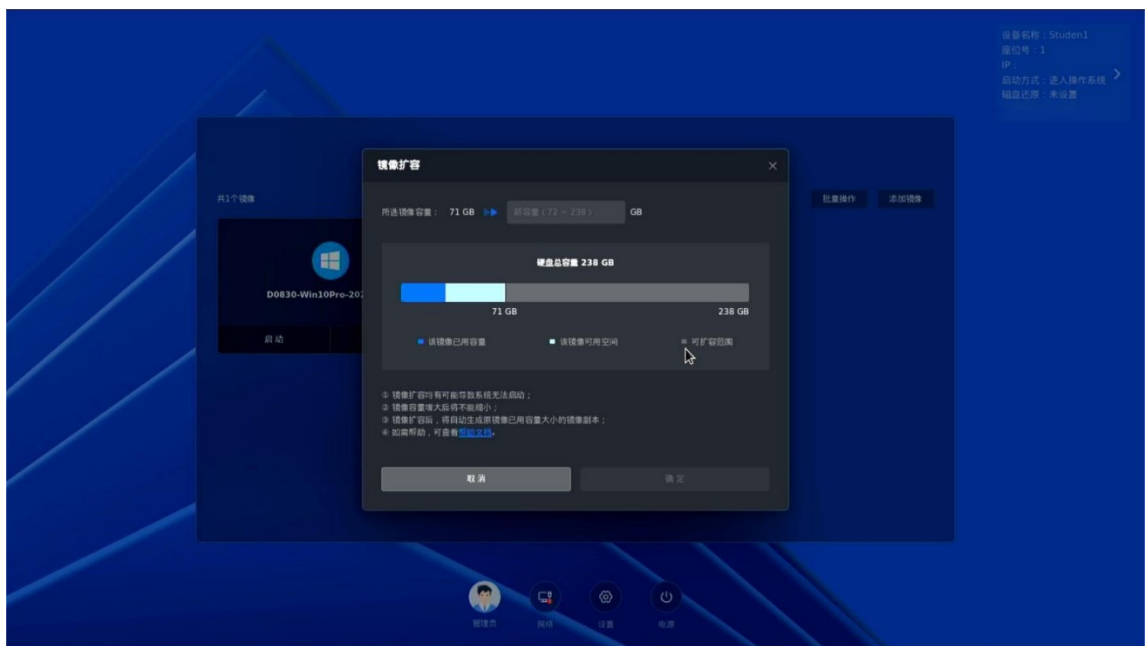 设备名称：Studen1
座位号：1
IP：
启动方式：进入操作系统
磁盘还原：未设置
镜像扩容
共1个镜像
批量操作
添加镜像
所选镜像容量： 71 GB
新容量（72 ~ 238）
GB
硬盘总容量 238 GB
D0830-Win10Pro-202
71 GB
238 GB
启动
该镜像已用容量
该镜像可用空间
可扩容范围
① 镜像扩容均有可能导致系统无法启动；
② 镜像容量增大后将不能缩小；
③ 镜像扩容后，将自动生成原镜像已用容量大小的镜像副本；
④ 如需帮助，可查看帮助文档。
取消
确定
管理员
网络
设置
电源